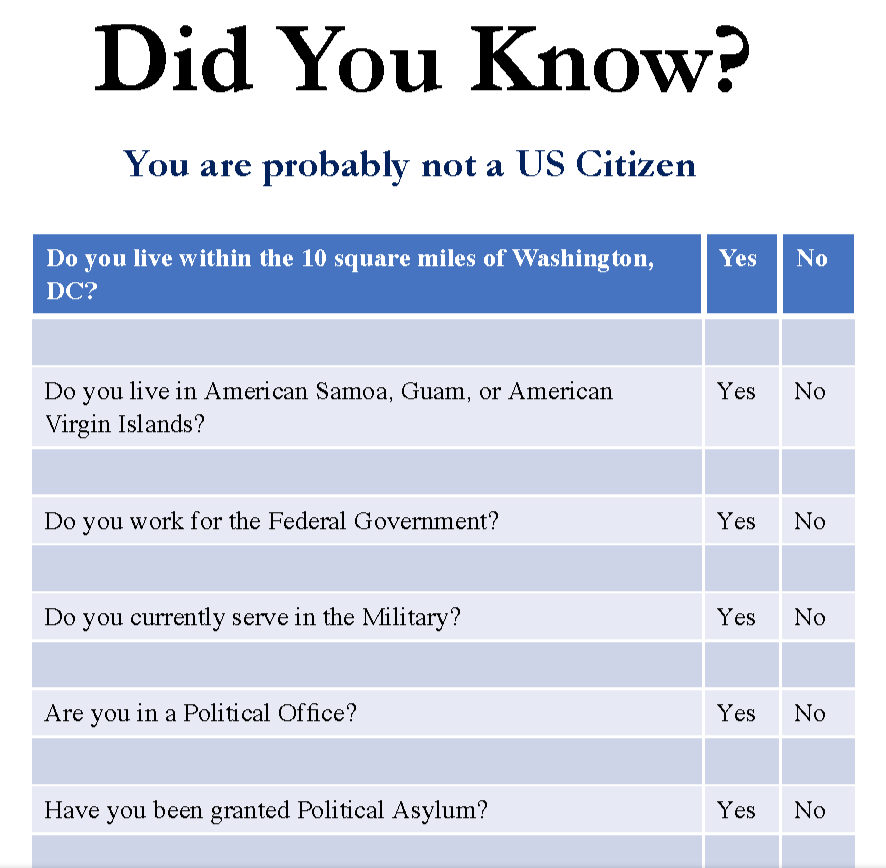 Did You Know?
You are probably not a US Citizen
Do you live within the 10 square miles of Washington, Yes No
DC?
Do you live in American Samoa, Guam, or American Yes No
Virgin Islands?
Do you work for the Federal Government? Yes No
Do you currently serve in the Military? Yes No
Are you in a Political Office? Yes No
Have you been granted Political Asylum? Yes No